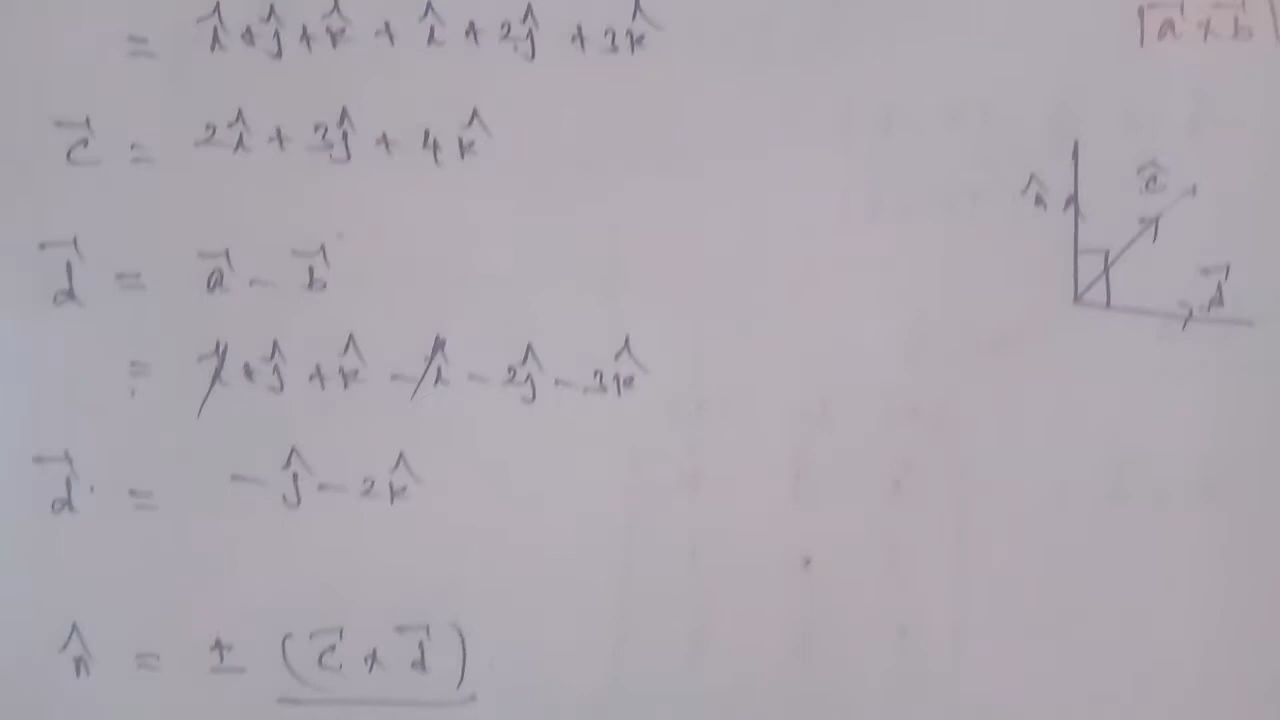 = î + ĵ + k̂ + î + 2ĵ + 3k̂
|a⃗ × b⃗|
c⃗ = 2î + 3ĵ + 4k̂
n̂ c⃗
d⃗
d⃗ = a⃗ - b⃗
= î + ĵ + k̂ - î - 2ĵ - 3k̂
d⃗ = - ĵ - 2k̂
n̂ = ± (c⃗ × d⃗)